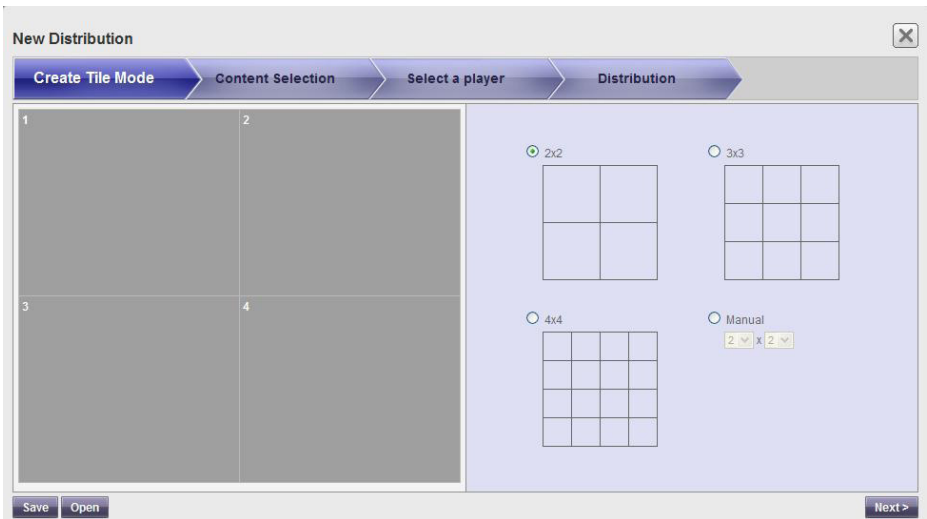 New Distribution
Create Tile Mode Content Selection Select a player Distribution
1 2
3 4
2x2 3x3
4x4 Manual
2 x 2
Save Open Next >